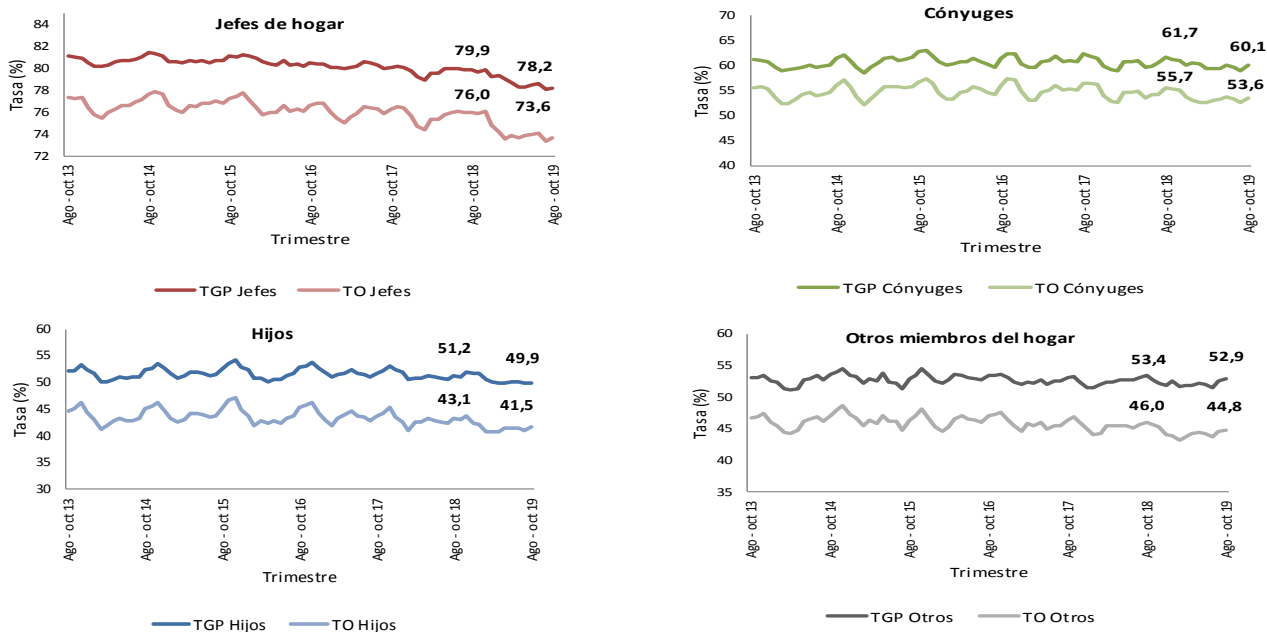 Jefes de hogar
Tasa (%)
84
82
80
78
76
74
72
79,9
78,2
76,0
73,6
Ago - oct 13
Ago - oct 14
Ago - oct 15
Ago - oct 16
Ago - oct 17
Ago - oct 18
Ago - oct 19
Trimestre
TGP Jefes
TO Jefes
Cónyuges
Tasa (%)
70
65
60
55
50
45
40
61,7
60,1
55,7
53,6
Ago - oct 13
Ago - oct 14
Ago - oct 15
Ago - oct 16
Ago - oct 17
Ago - oct 18
Ago - oct 19
Trimestre
TGP Cónyuges
TO Cónyuges
Hijos
Tasa (%)
60
55
50
45
40
35
30
51,2
49,9
43,1
41,5
Ago - oct 13
Ago - oct 14
Ago - oct 15
Ago - oct 16
Ago - oct 17
Ago - oct 18
Ago - oct 19
Trimestre
TGP Hijos
TO Hijos
Otros miembros del hogar
Tasa (%)
60
55
50
45
40
35
53,4
52,9
46,0
44,8
Ago - oct 13
Ago - oct 14
Ago - oct 15
Ago - oct 16
Ago - oct 17
Ago - oct 18
Ago - oct 19
Trimestre
TGP Otros
TO Otros